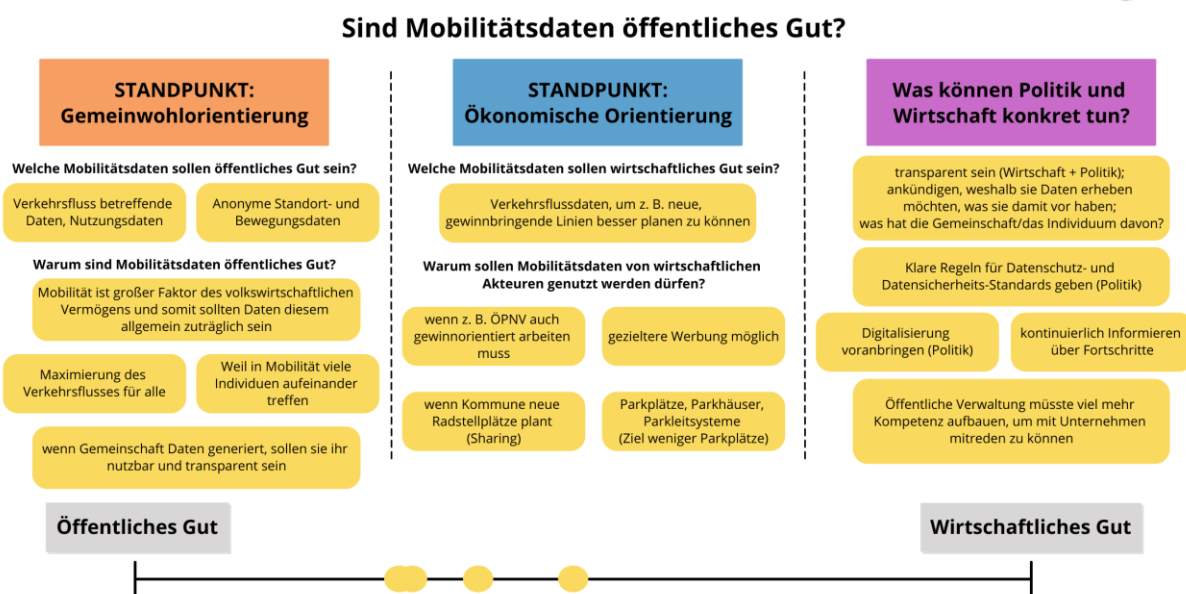 Sind Mobilitätsdaten öffentliches Gut?
STANDPUNKT:
Gemeinwohlorientierung
Welche Mobilitätsdaten sollen öffentliches Gut sein?
Verkehrsfluss betreffende
Daten, Nutzungsdaten
Anonyme Standort- und
Bewegungsdaten
Warum sind Mobilitätsdaten öffentliches Gut?
Mobilität ist großer Faktor des volkswirtschaftlichen
Vermögens und somit sollten Daten diesem
allgemein zuträglich sein
Maximierung des
Verkehrsflusses für alle
Weil in Mobilität viele
Individuen aufeinander
treffen
wenn Gemeinschaft Daten generiert, sollen sie ihr
nutzbar und transparent sein
STANDPUNKT:
Ökonomische Orientierung
Welche Mobilitätsdaten sollen wirtschaftliches Gut sein?
Verkehrsflussdaten, um z. B. neue,
gewinnbringende Linien besser planen zu können
Warum sollen Mobilitätsdaten von wirtschaftlichen
Akteuren genutzt werden dürfen?
wenn z. B. ÖPNV auch
gewinnorientiert arbeiten
muss
gezieltere Werbung möglich
wenn Kommune neue
Radstellplätze plant
(Sharing)
Parkplätze, Parkhäuser,
Parkleitsysteme
(Ziel weniger Parkplätze)
Was können Politik und
Wirtschaft konkret tun?
transparent sein (Wirtschaft + Politik);
ankündigen, weshalb sie Daten erheben
möchten, was sie damit vor haben;
was hat die Gemeinschaft/das Individuum davon?
Klare Regeln für Datenschutz- und
Datensicherheits-Standards geben (Politik)
Digitalisierung
voranbringen (Politik)
kontinuierlich Informieren
über Fortschritte
Öffentliche Verwaltung müsste viel mehr
Kompetenz aufbauen, um mit Unternehmen
mitreden zu können
Öffentliches Gut
Wirtschaftliches Gut